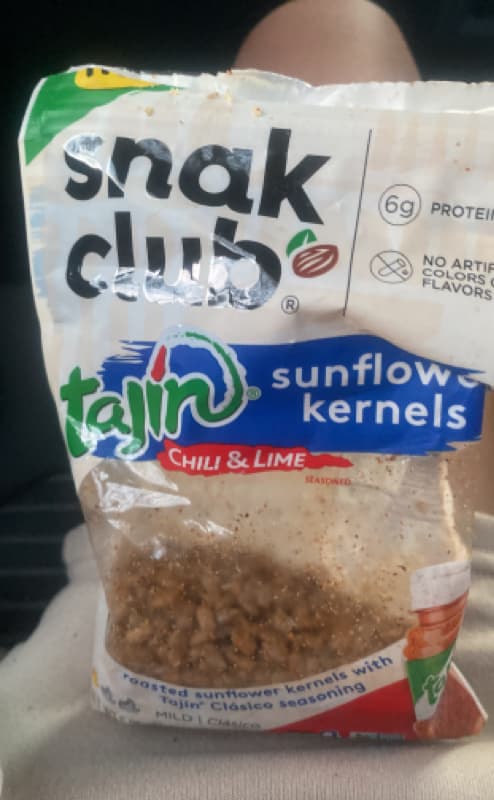 snak
club®
6g PROTEIN
NO ARTIF
COLORS O
FLAVORS
tajín®
sunflowe
kernels
CHILI & LIME
SEASONED
roasted sunflower kernels with
Tajín® Clásico seasoning
MILD | Clásico